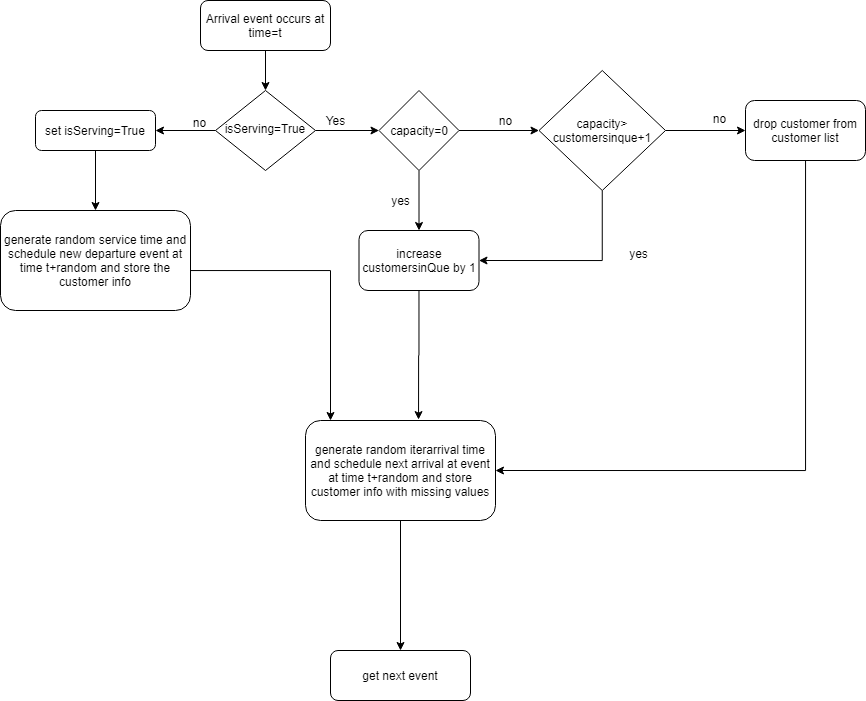 Arrival event occurs at
time=t
set isServing=True
no
isServing=True
Yes
capacity=0
no
capacity>
customersinque+1
no
drop customer from
customer list
yes
yes
generate random service time and
schedule new departure event at
time t+random and store the
customer info
increase
customersinQue by 1
generate random iterarrival time
and schedule next arrival at event
at time t+random and store
customer info with missing values
get next event